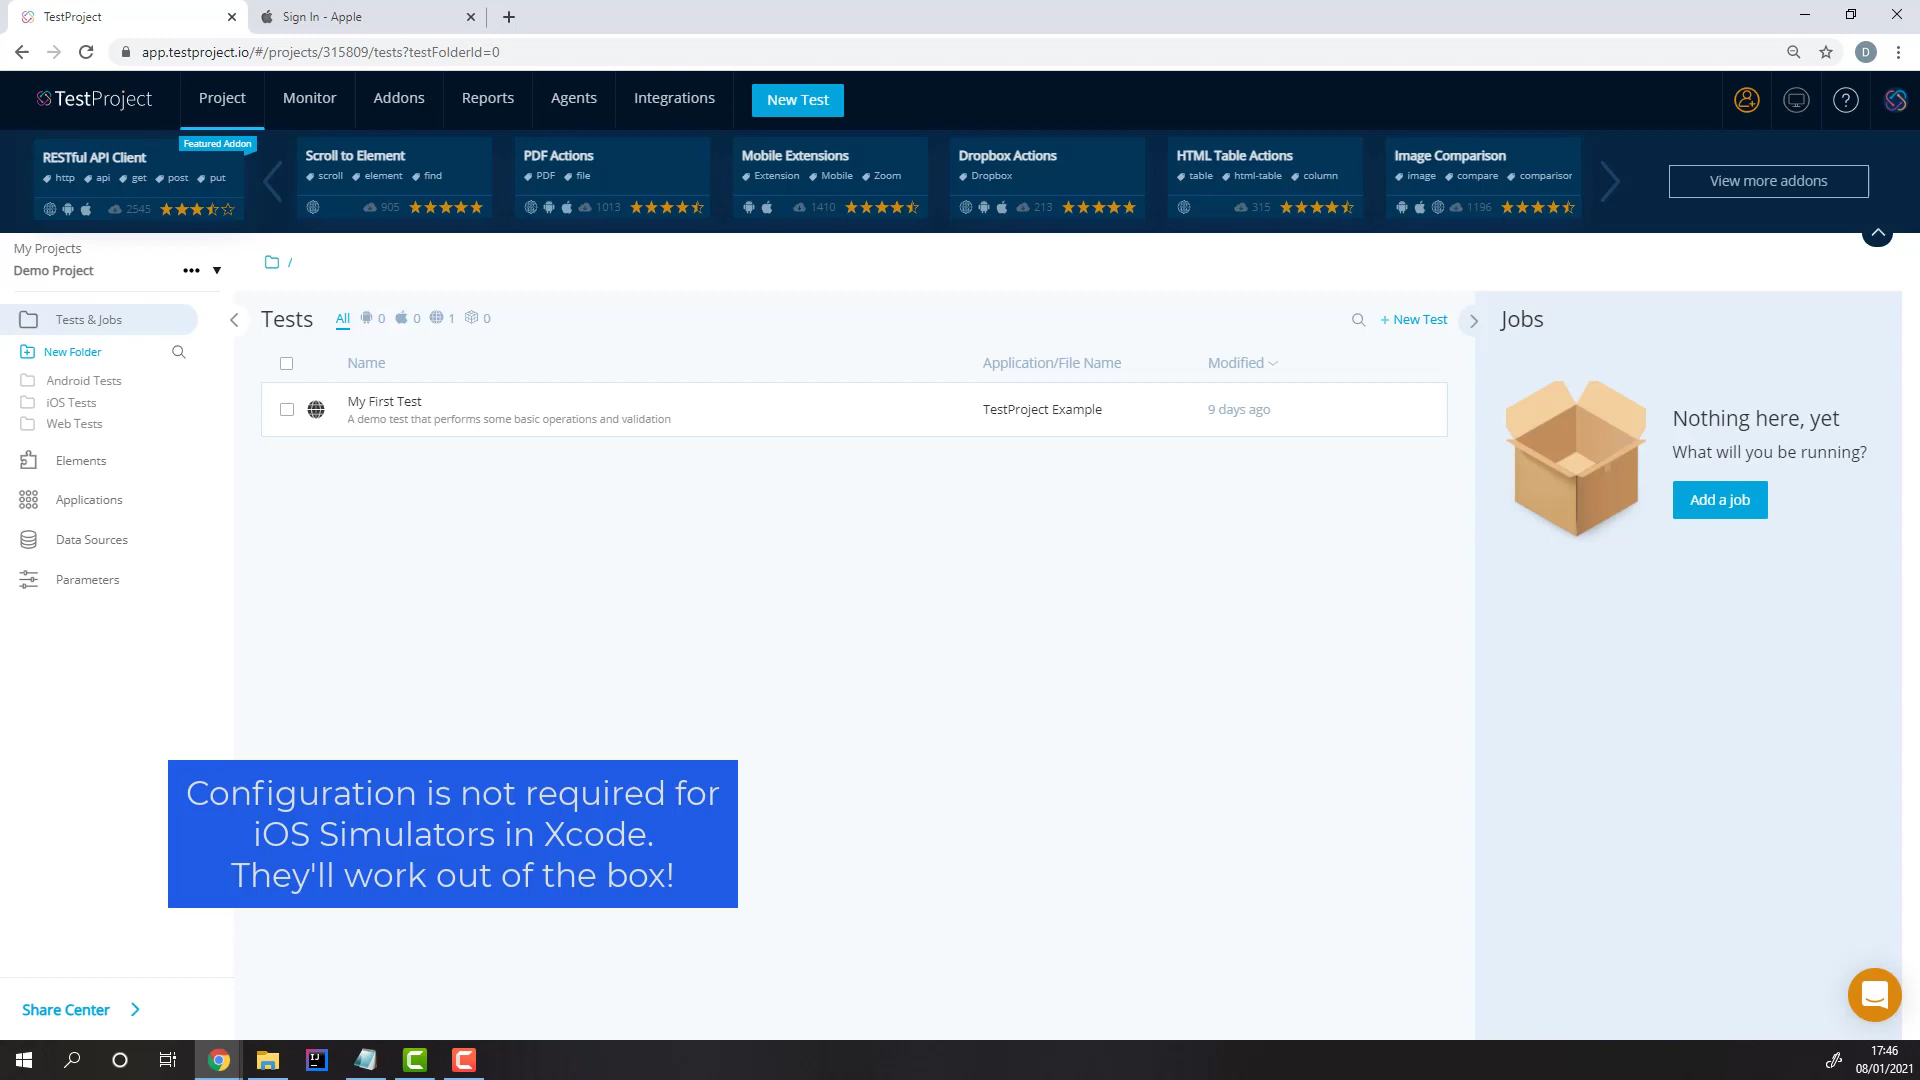 TestProject
Sign In - Apple
app.testproject.io/#/projects/315809/tests?testFolderId=0
D
TestProject
Project
Monitor
Addons
Reports
Agents
Integrations
New Test
?
Featured Addon
RESTful API Client
http api get post put
2545
Scroll to Element
scroll element find
905
PDF Actions
PDF file
1013
Mobile Extensions
Extension Mobile Zoom
1410
Dropbox Actions
Dropbox
213
HTML Table Actions
table html-table column
315
Image Comparison
image compare comparisor
1196
View more addons
My Projects
Demo Project
/
Tests & Jobs
New Folder
Android Tests
iOS Tests
Web Tests
Elements
Applications
Data Sources
Parameters
Share Center
Tests
All 0 0 1 0
+ New Test
Name
Application/File Name
Modified
My First Test
A demo test that performs some basic operations and validation
TestProject Example
9 days ago
Jobs
Nothing here, yet
What will you be running?
Add a job
Configuration is not required for
iOS Simulators in Xcode.
They'll work out of the box!
17:46
08/01/2021